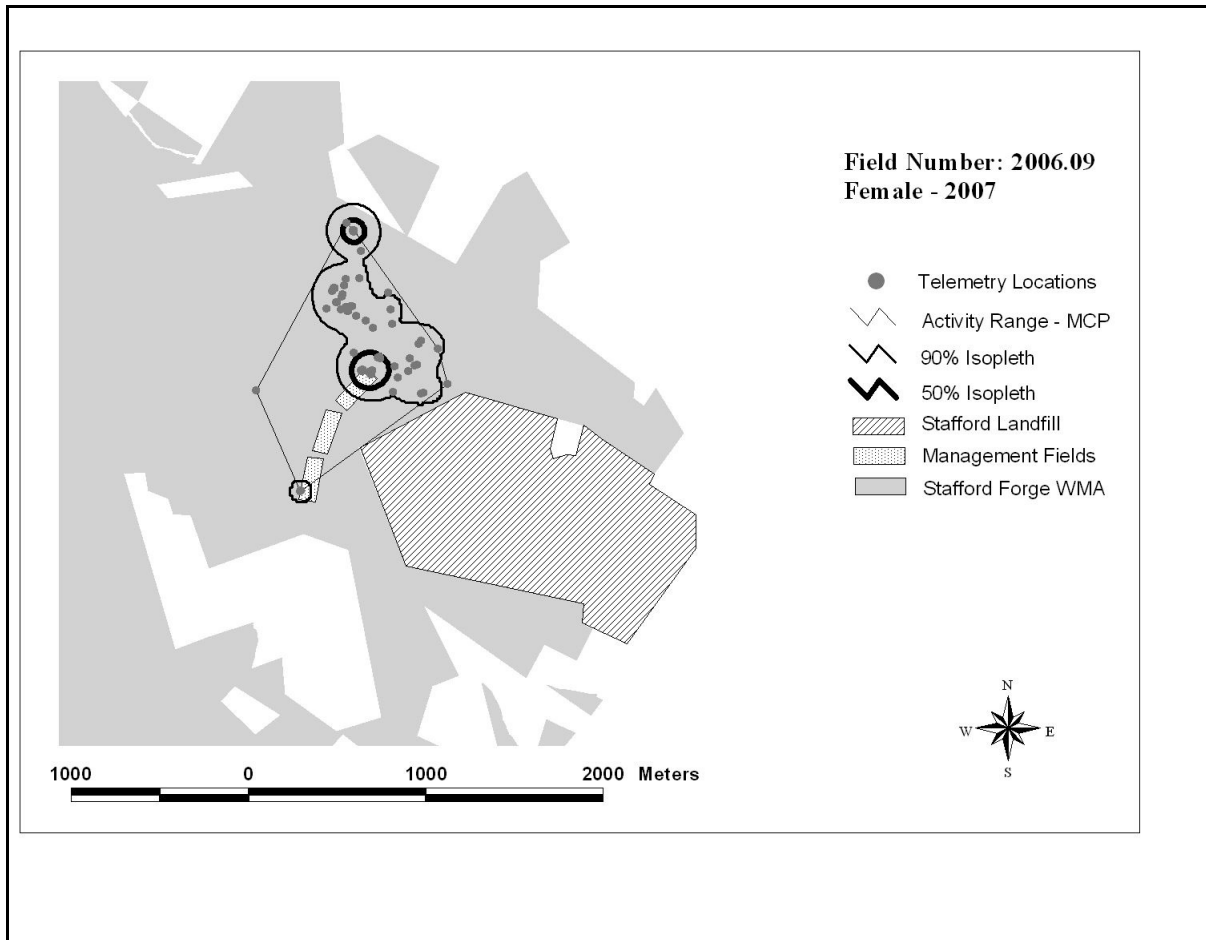 Field Number: 2006.09
Female - 2007
Telemetry Locations
Activity Range - MCP
90% Isopleth
50% Isopleth
Stafford Landfill
Management Fields
Stafford Forge WMA
N
W E
S
1000 0 1000 2000 Meters